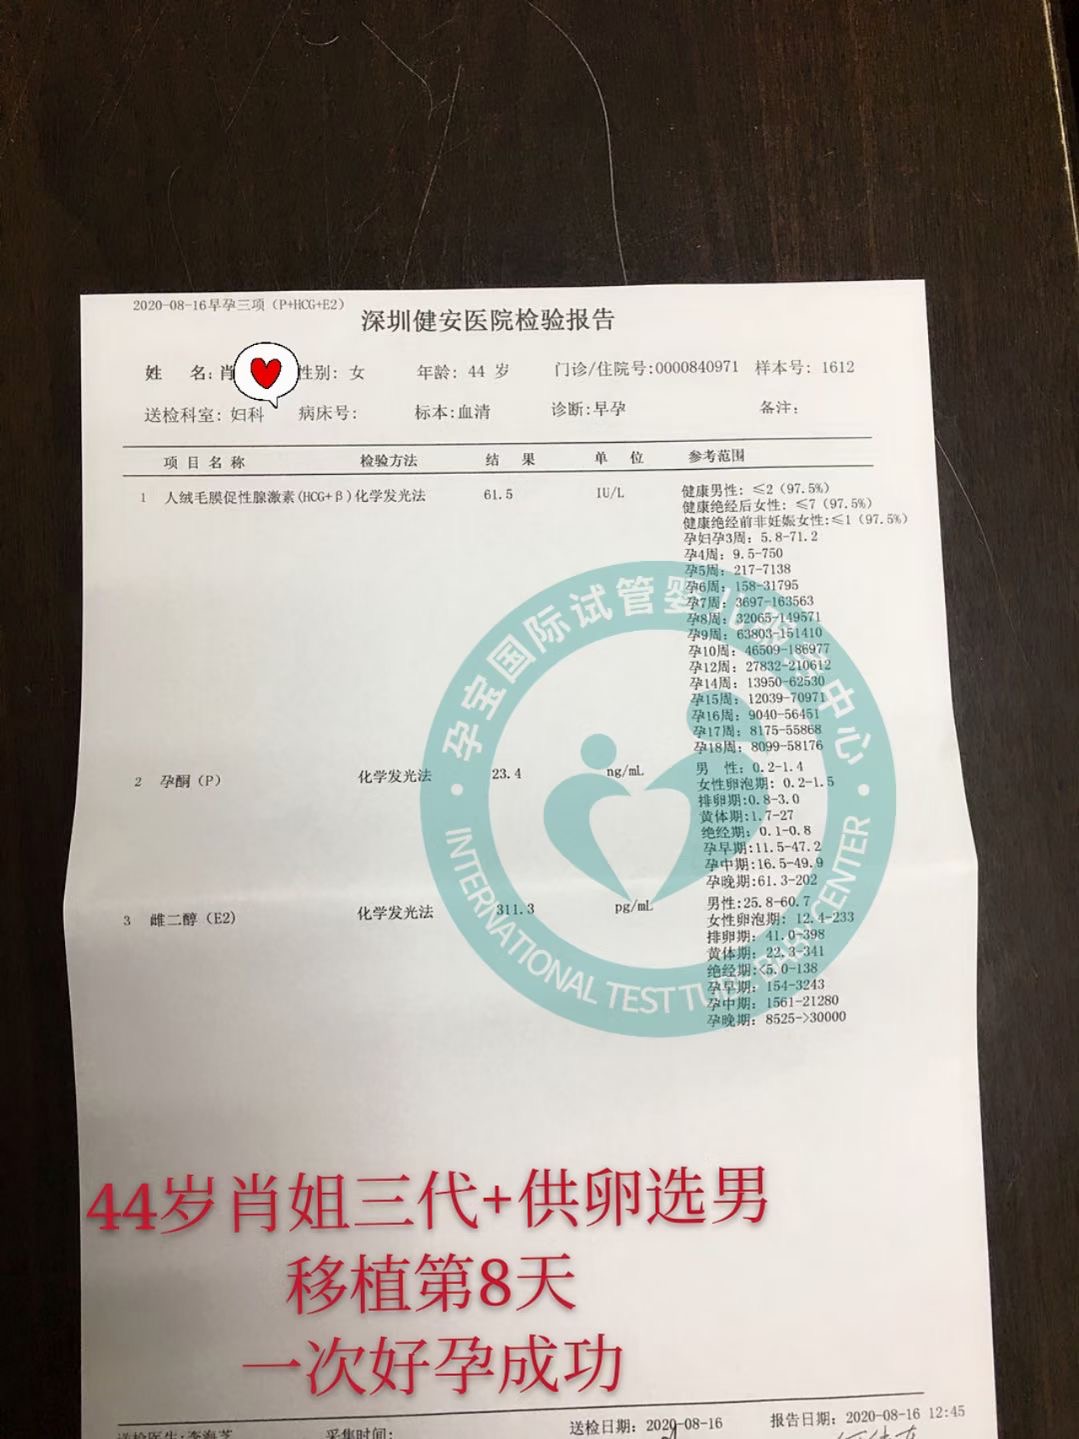 2020-08-16早孕三项（P+HCG+E2）
深圳健安医院检验报告
姓 名: 肖 性别: 女 年龄: 44 岁 门诊/住院号:0000840971 样本号: 1612
送检科室: 妇科 病床号: 标本:血清 诊断:早孕 备注:
项 目 名 称 检验方法 结 果 单 位 参考范围
1 人绒毛膜促性腺激素(HCG+β)化学发光法 61.5 IU/L 健康男性: ≤2（97.5%）
健康绝经后女性: ≤7（97.5%）
健康绝经前非妊娠女性:≤1（97.5%）
孕妇孕3周: 5.8-71.2
孕4周: 9.5-750
孕5周: 217-7138
孕6周: 158-31795
孕7周: 3697-163563
孕8周: 32065-149571
孕9周: 63803-151410
孕10周: 46509-186977
孕12周: 27832-210612
孕14周: 13950-62530
孕15周: 12039-70971
孕16周: 9040-56451
孕17周: 8175-55868
孕18周: 8099-58176
2 孕酮（P） 化学发光法 23.4 ng/mL 男 性: 0.2-1.4
女性卵泡期: 0.2-1.5
排卵期:0.8-3.0
黄体期:1.7-27
绝经期: 0.1-0.8
孕早期:11.5-47.2
孕中期:16.5-49.9
孕晚期:61.3-202
3 雌二醇（E2） 化学发光法 311.3 pg/mL 男性:25.8-60.7
女性卵泡期: 12.4-233
排卵期: 41.0-398
黄体期: 22.3-341
绝经期:<5.0-138
孕早期: 154-3243
孕中期: 1561-21280
孕晚期: 8525->30000
孕宝国际试管婴儿 中心
INTERNATIONAL TEST TUBE CENTER
44岁肖姐三代+供卵选男
移植第8天
一次好孕成功
送检医生:李海芝 采集时间: 送检日期: 2020-08-16 报告日期: 2020-08-16 12:45